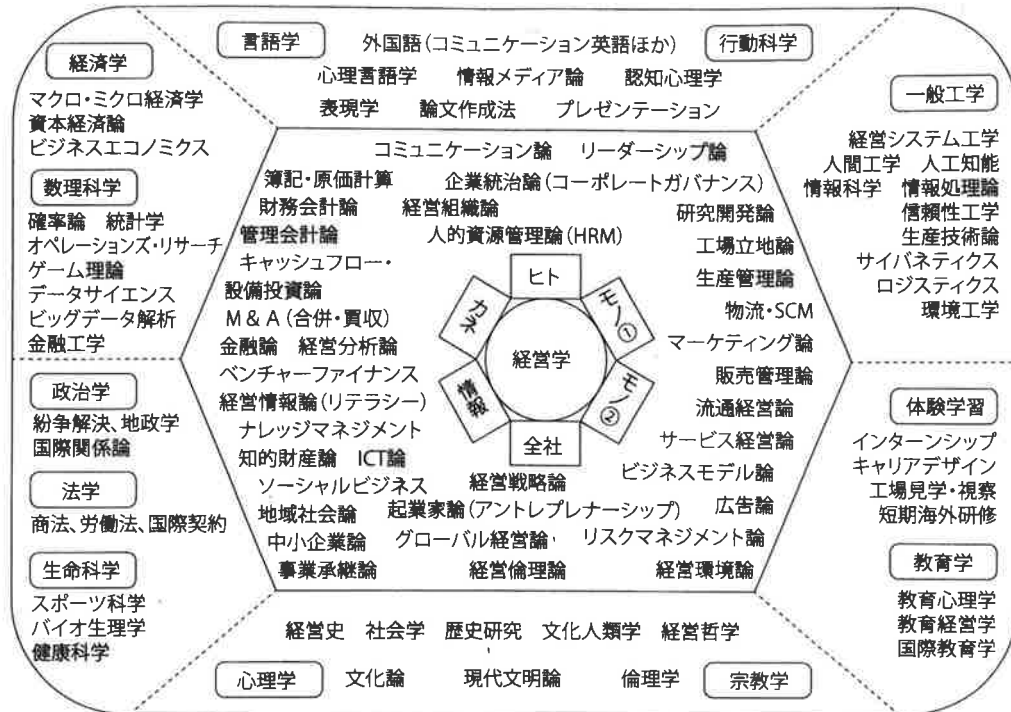 言語学 外国語(コミュニケーション英語ほか) 行動科学
心理言語学 情報メディア論 認知心理学
表現学 論文作成法 プレゼンテーション
経済学
マクロ・ミクロ経済学
資本経済論
ビジネスエコノミクス
数理科学
確率論 統計学
オペレーションズ・リサーチ
ゲーム理論
データサイエンス
ビッグデータ解析
金融工学
政治学
紛争解決、地政学
国際関係論
法学
商法、労働法、国際契約
生命科学
スポーツ科学
バイオ生理学
健康科学
コミュニケーション論 リーダーシップ論
簿記・原価計算 企業統治論(コーポレートガバナンス)
財務会計論 経営組織論 研究開発論
管理会計論 人的資源管理論(HRM)
工場立地論
キャッシュフロー・
設備投資論
生産管理論
M & A (合併・買収)
物流・SCM
金融論 経営分析論
マーケティング論
ベンチャーファイナンス
販売管理論
経営情報論(リテラシー)
流通経営論
ナレッジマネジメント
サービス経営論
知的財産論 ICT論
ビジネスモデル論
ソーシャルビジネス 経営戦略論
地域社会論 起業家論(アントレプレナーシップ) 広告論
中小企業論 グローバル経営論 リスクマネジメント論
事業承継論 経営倫理論 経営環境論
ヒト
カネ
モノ①
経営学
情報
モノ②
全社
一般工学
経営システム工学
人間工学 人工知能
情報科学 情報処理論
信頼性工学
生産技術論
サイバネティクス
ロジスティクス
環境工学
体験学習
インターンシップ
キャリアデザイン
工場見学・視察
短期海外研修
教育学
教育心理学
教育経営学
国際教育学
経営史 社会学 歴史研究 文化人類学 経営哲学
心理学 文化論 現代文明論 倫理学 宗教学